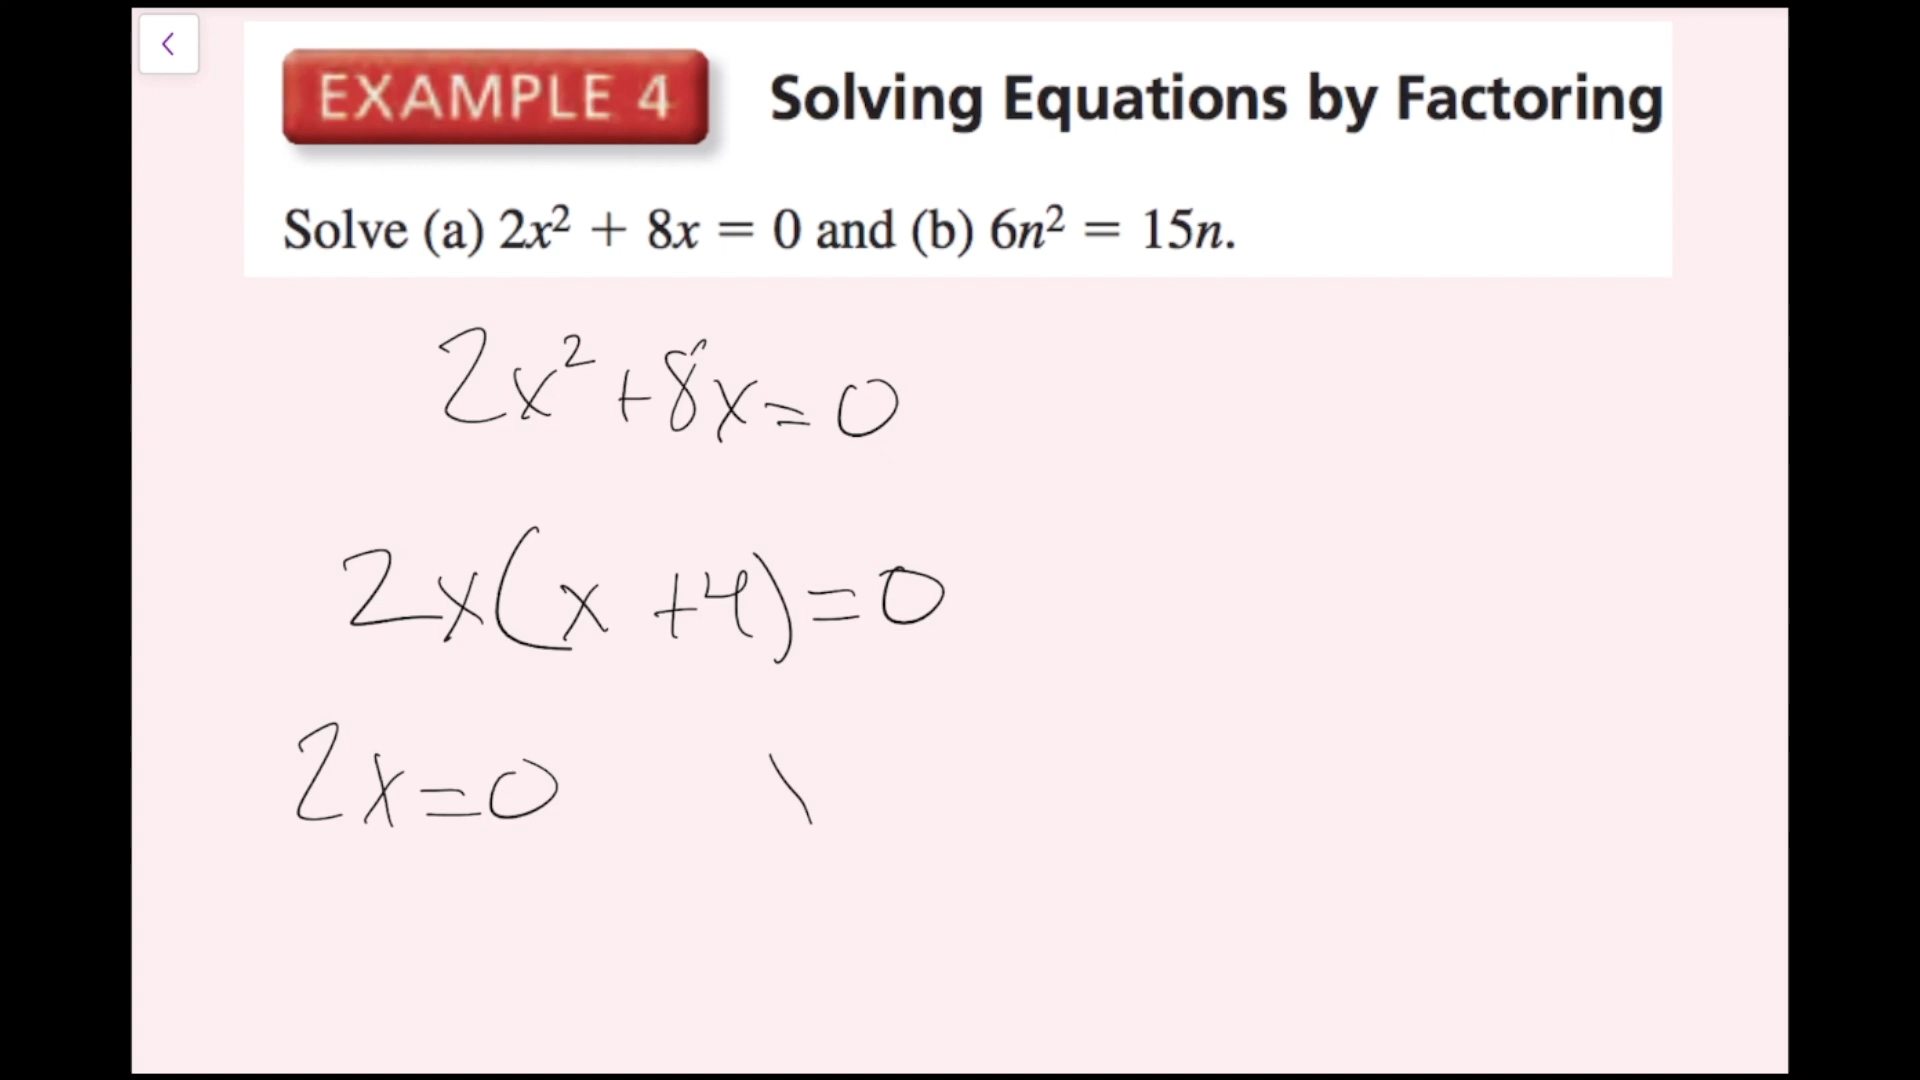 EXAMPLE 4 Solving Equations by Factoring
Solve (a) 2x² + 8x = 0 and (b) 6n² = 15n.
2x² + 8x = 0
2x(x + 4) = 0
2x = 0 \